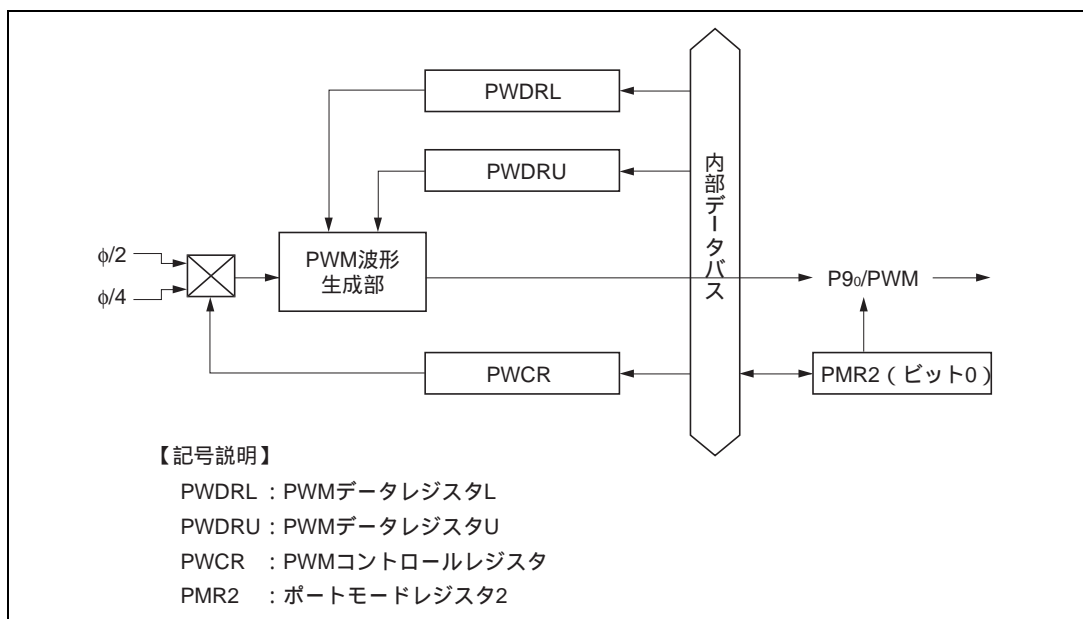 PWDRL
PWDRU
内部データバス
φ/2
φ/4
PWM波形
生成部
P9₀/PWM
PWCR
PMR2（ビット0）
【記号説明】
PWDRL ：PWMデータレジスタL
PWDRU ：PWMデータレジスタU
PWCR ：PWMコントロールレジスタ
PMR2 ：ポートモードレジスタ2